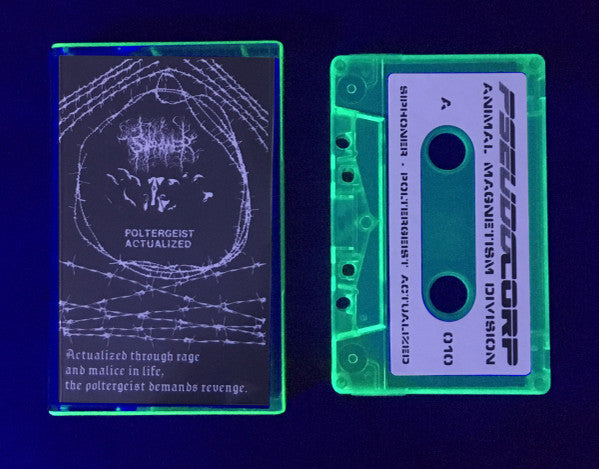 SIPHONER
POLTERGEIST
ACTUALIZED
Actualized through rage
and malice in life,
the poltergeist demands revenge.
PSEUDOCORP
ANIMAL MAGNETISM DIVISION
A
010
SIPHONER . POLTERGEIST ACTUALIZED